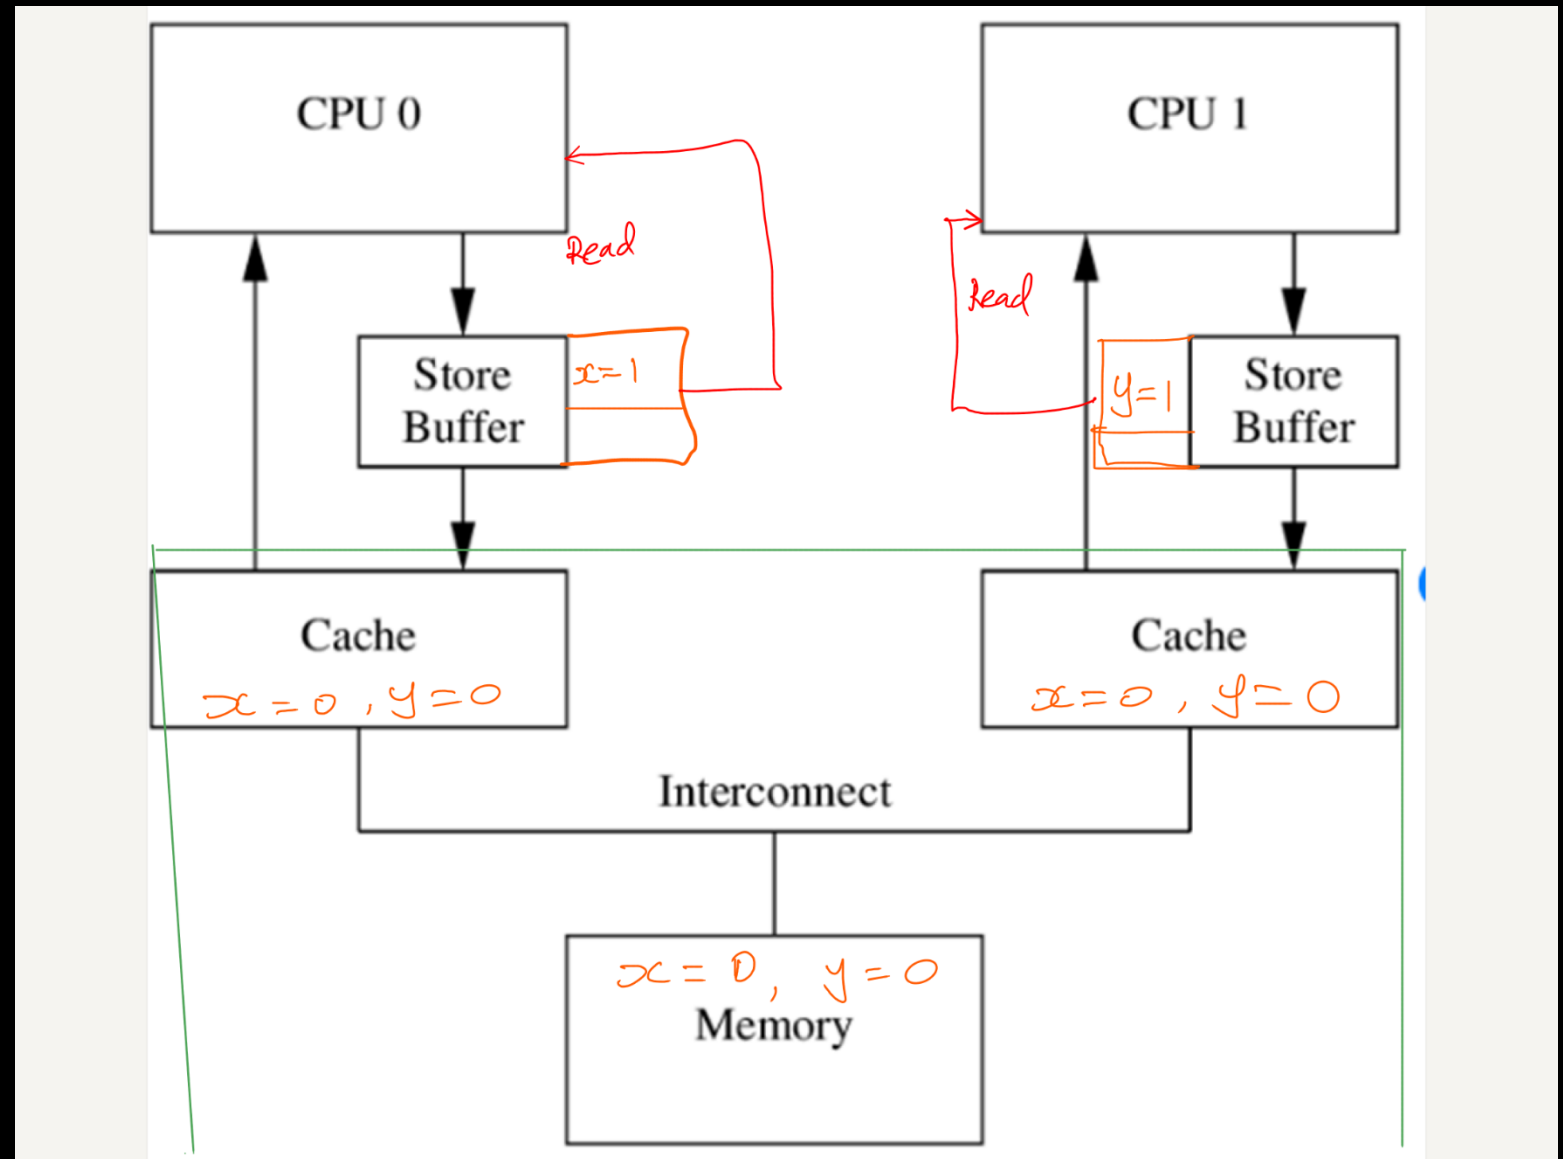 CPU 0
CPU 1
Read
Read
Store
Buffer
x=1
y=1
Store
Buffer
Cache
x=0, y=0
Cache
x=0, y=0
Interconnect
x=0, y=0
Memory